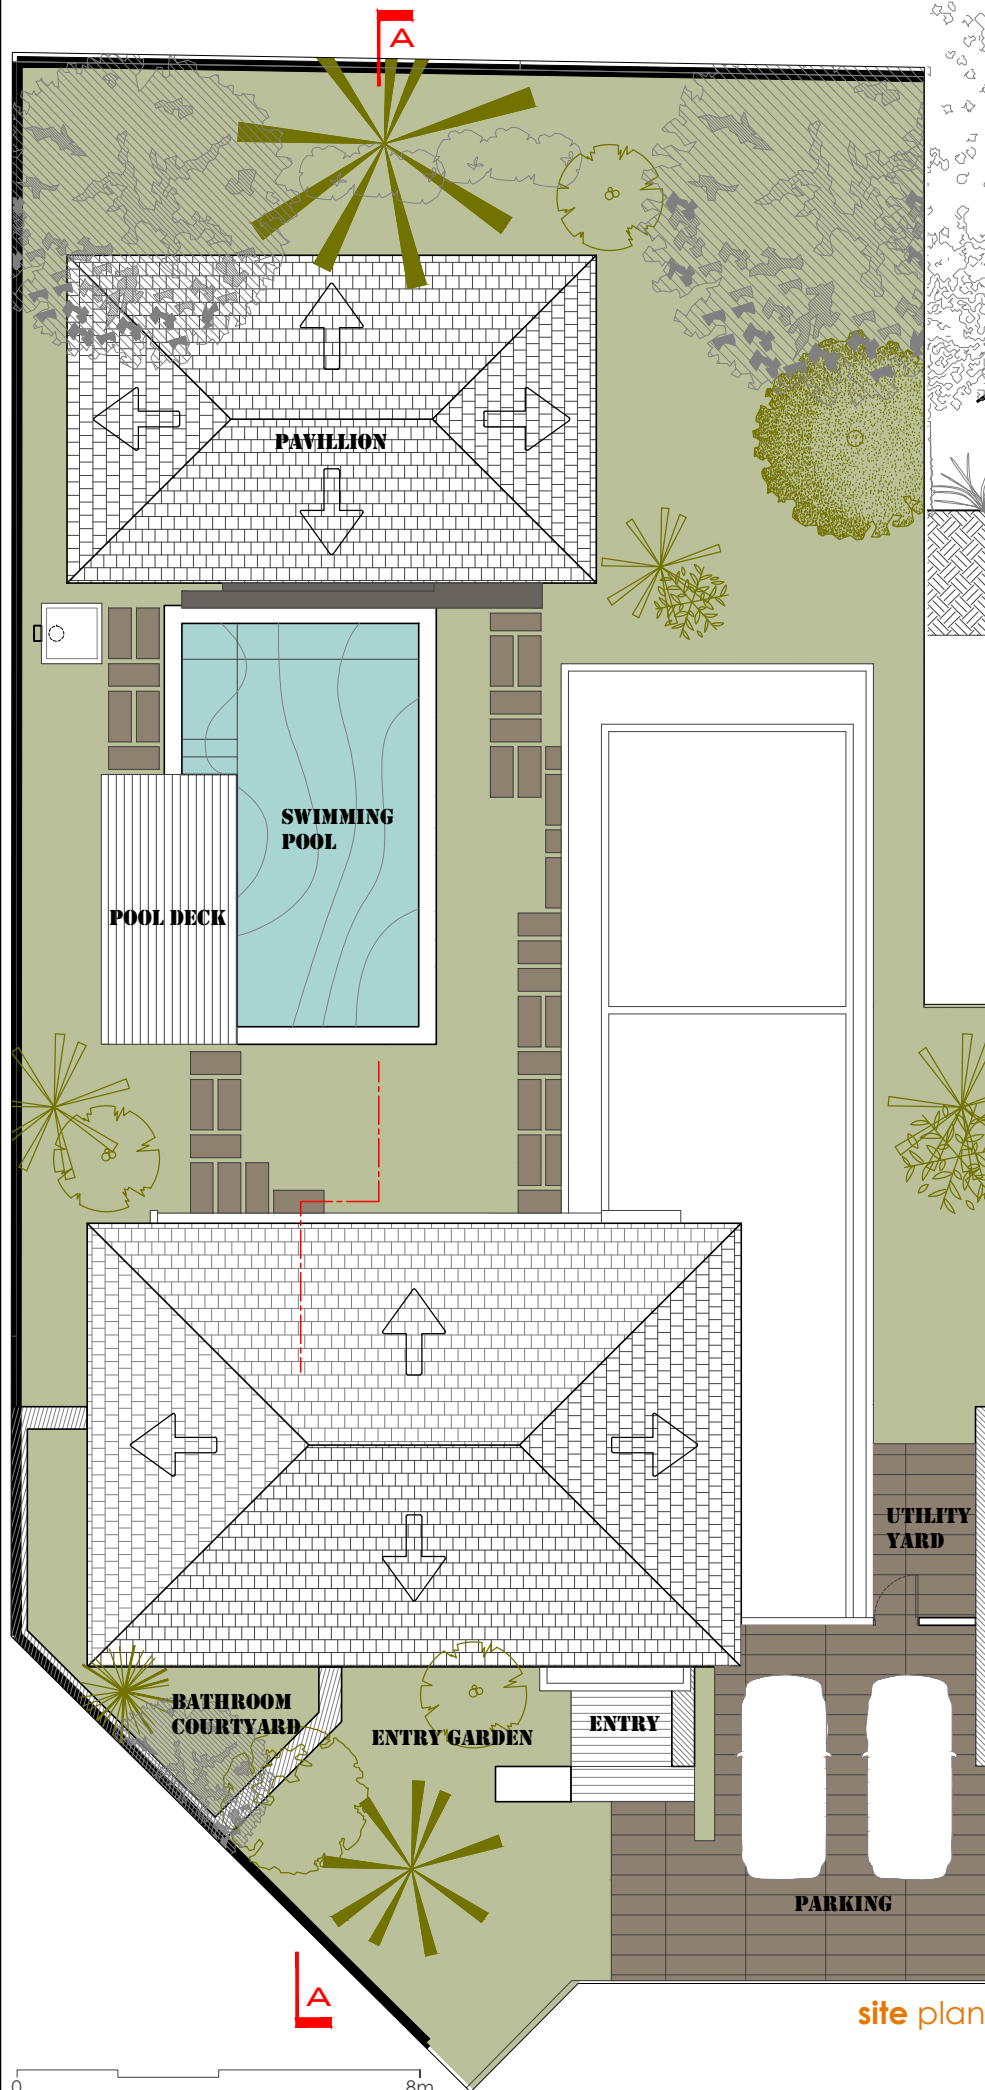 A
PAVILLION
SWIMMING
POOL
POOL DECK
UTILITY
YARD
BATHROOM
COURTYARD
ENTRY GARDEN
ENTRY
PARKING
A
site plan
0 8m